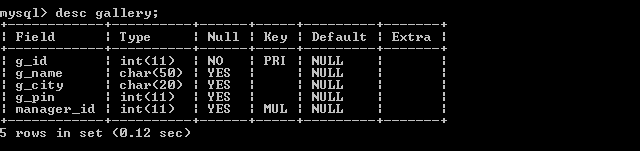 mysql> desc gallery;
+------------+----------+------+-----+---------+-------+
| Field      | Type     | Null | Key | Default | Extra |
+------------+----------+------+-----+---------+-------+
| g_id       | int(11)  | NO   | PRI | NULL    |       |
| g_name     | char(50) | YES  |     | NULL    |       |
| g_city     | char(20) | YES  |     | NULL    |       |
| g_pin      | int(11)  | YES  |     | NULL    |       |
| manager_id | int(11)  | YES  | MUL | NULL    |       |
+------------+----------+------+-----+---------+-------+
5 rows in set (0.12 sec)